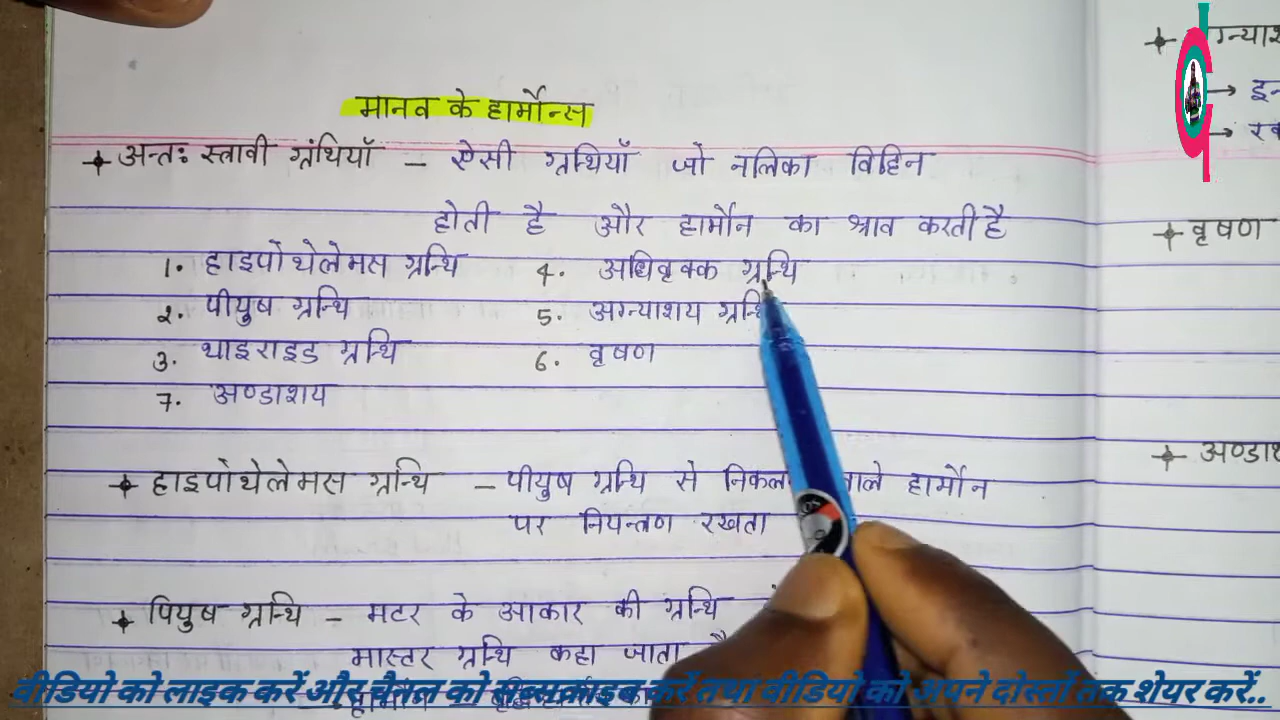 मानव के हार्मोन्स
अन्तः स्त्रावी ग्रंथियाँ – ऐसी ग्रन्थियाँ जो नलिका विहिन
होती है और हार्मोन का श्राव करती है
1. हाइपोथेलेमस ग्रन्थि 4. अधिवृक्क ग्रन्थि
2. पीयुष ग्रन्थि 5. अग्न्याशय ग्रन्थि
3. थाइराइड ग्रन्थि 6. वृषण
7. अण्डाशय
हाइपोथेलेमस ग्रन्थि – पीयुष ग्रन्थि से हार्मोन
पर नियन्त्रण रखता
पियुष ग्रन्थि – मटर के आकार की ग्रन्थि
मास्टर ग्रन्थि कहा जाता
वृषण
वीडियो को लाइक करें और चैनल को सब्सक्राइब करें तथा वीडियो को अपने दोस्तों तक शेयर करें..